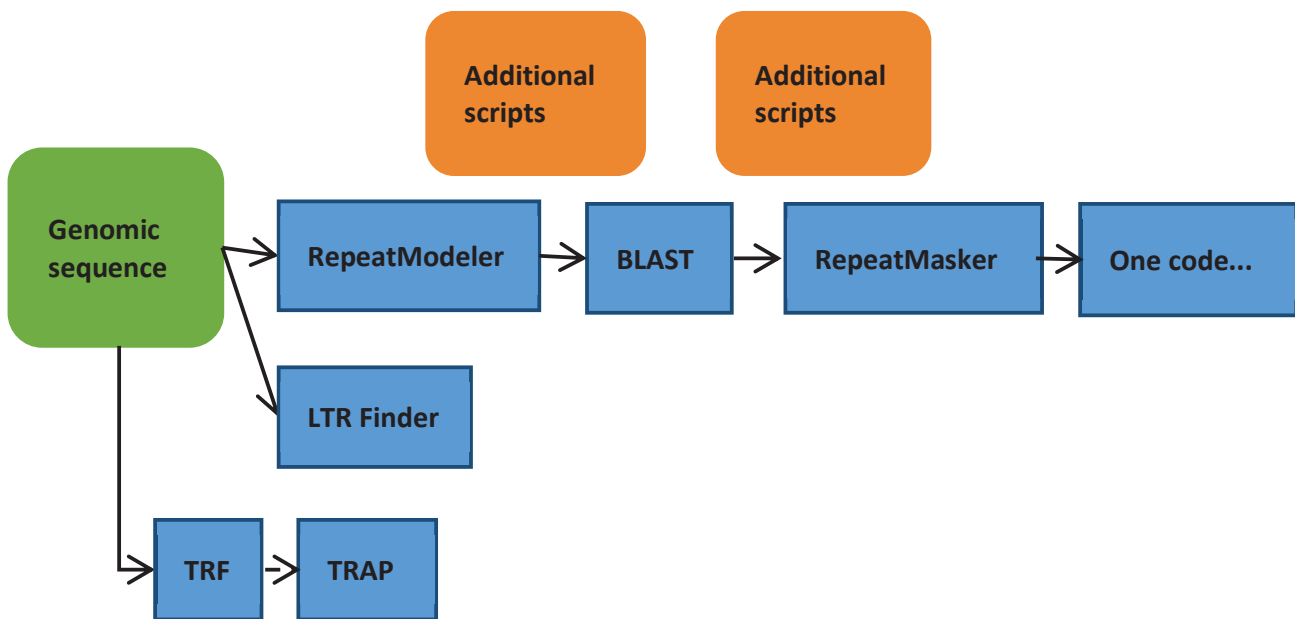 Additional
scripts
Additional
scripts
Genomic
sequence
RepeatModeler
BLAST
RepeatMasker
One code...
LTR Finder
TRF
TRAP